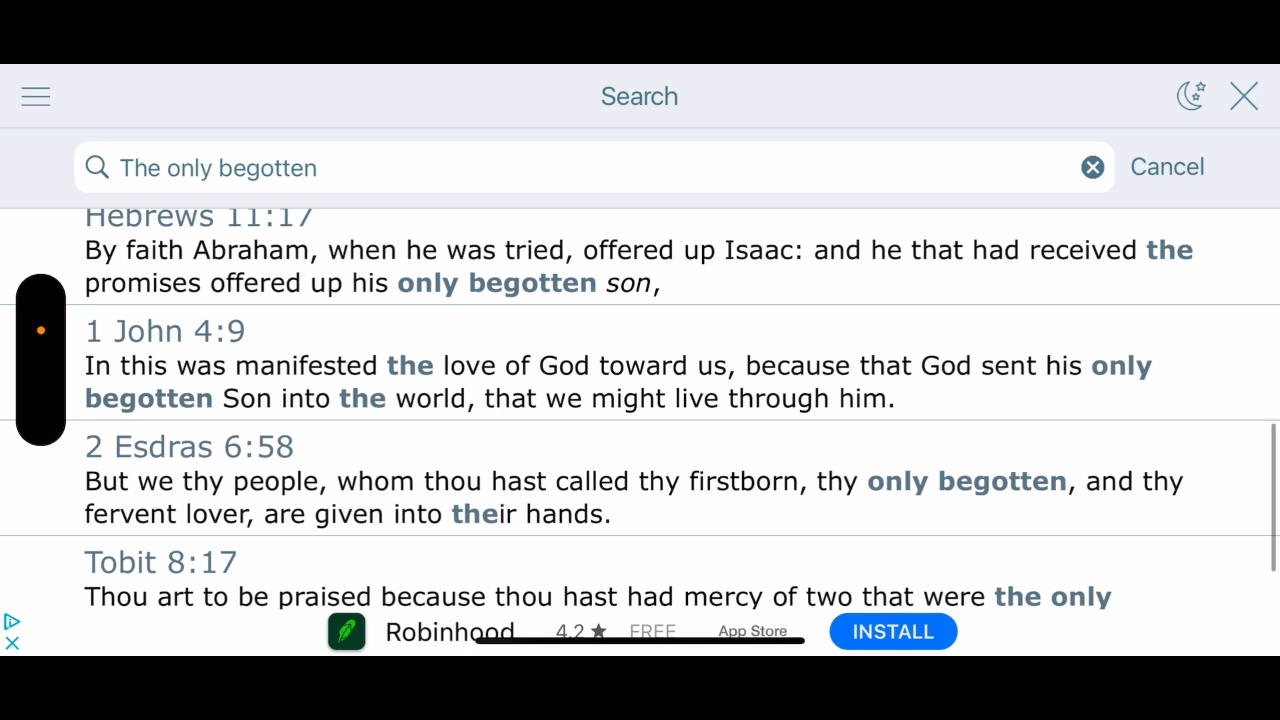 Search
The only begotten
Cancel
Hebrews 11:17
By faith Abraham, when he was tried, offered up Isaac: and he that had received the
promises offered up his only begotten son,
1 John 4:9
In this was manifested the love of God toward us, because that God sent his only
begotten Son into the world, that we might live through him.
2 Esdras 6:58
But we thy people, whom thou hast called thy firstborn, thy only begotten, and thy
fervent lover, are given into their hands.
Tobit 8:17
Thou art to be praised because thou hast had mercy of two that were the only
Robinhood 4.2 ★ FREE App Store INSTALL